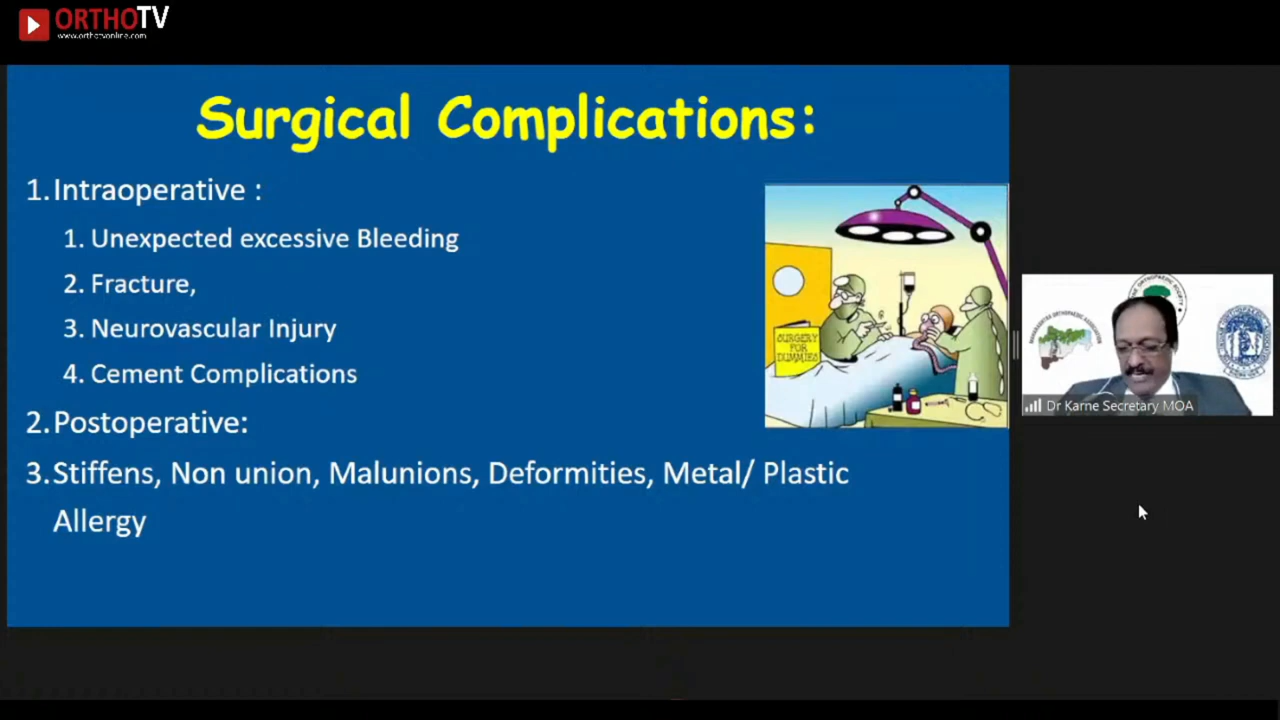 ORTHOTV
www.orthotvonline.com
Surgical Complications:
1. Intraoperative :
1. Unexpected excessive Bleeding
2. Fracture,
3. Neurovascular Injury
4. Cement Complications
2. Postoperative:
3. Stiffens, Non union, Malunions, Deformities, Metal/ Plastic
Allergy
SURGERY
FOR
DUMMIES
Dr Karne Secretary MOA